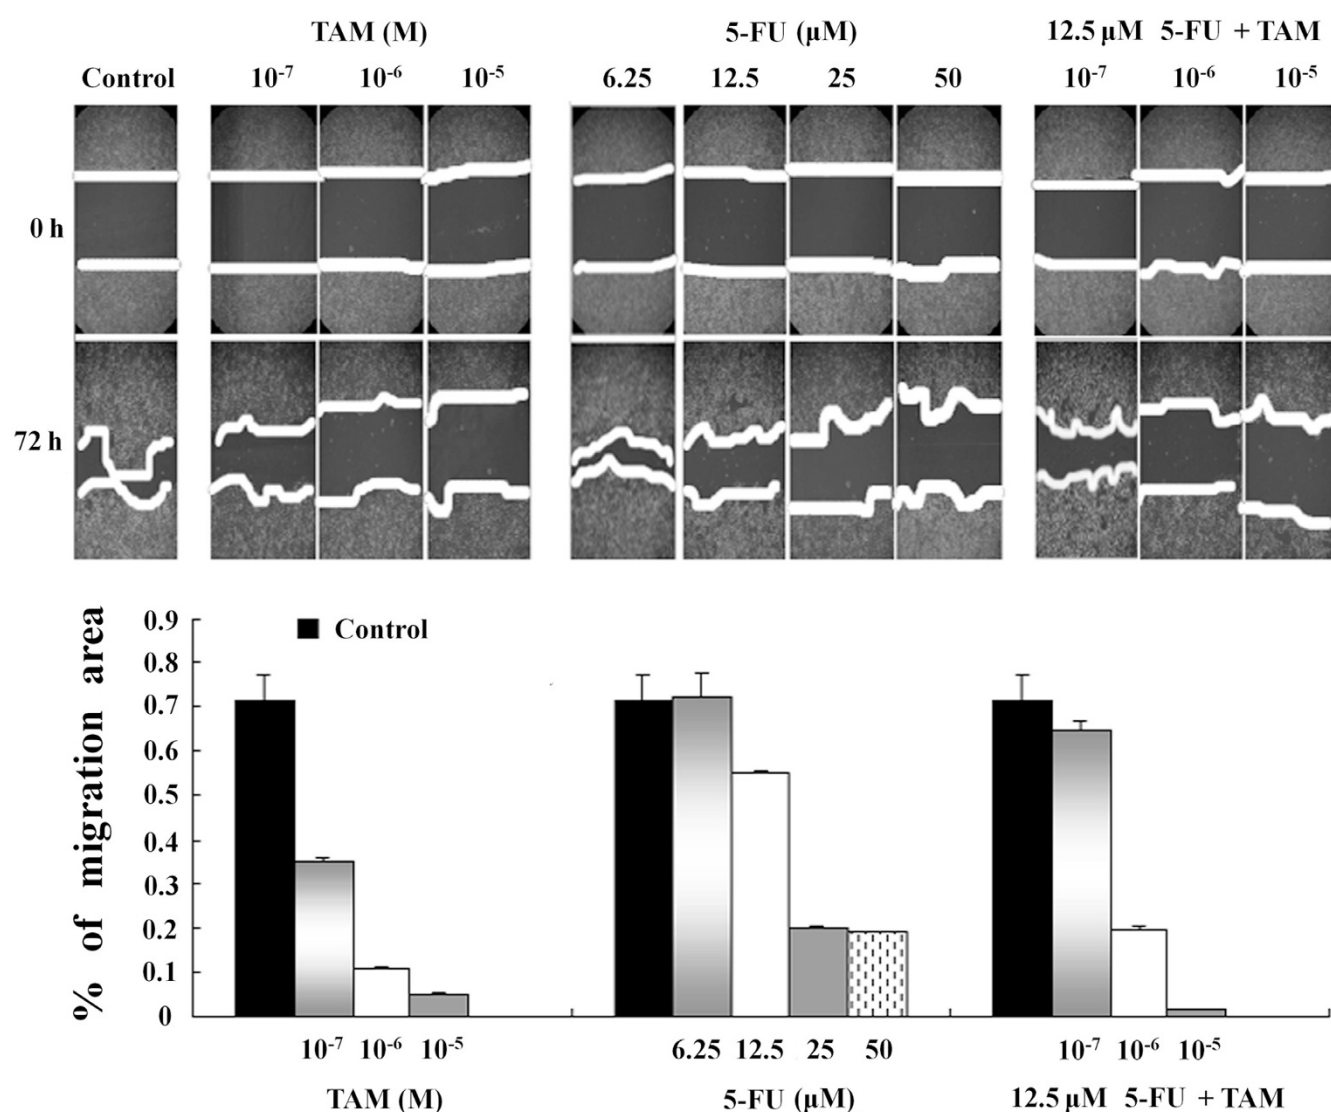 TAM (M) 5-FU (µM) 12.5 µM 5-FU + TAM
Control 10⁻⁷ 10⁻⁶ 10⁻⁵ 6.25 12.5 25 50 10⁻⁷ 10⁻⁶ 10⁻⁵
0 h
72 h
% of migration area
0.9
0.8
0.7
0.6
0.5
0.4
0.3
0.2
0.1
0
Control
10⁻⁷ 10⁻⁶ 10⁻⁵ 6.25 12.5 25 50 10⁻⁷ 10⁻⁶ 10⁻⁵
TAM (M) 5-FU (µM) 12.5 µM 5-FU + TAM